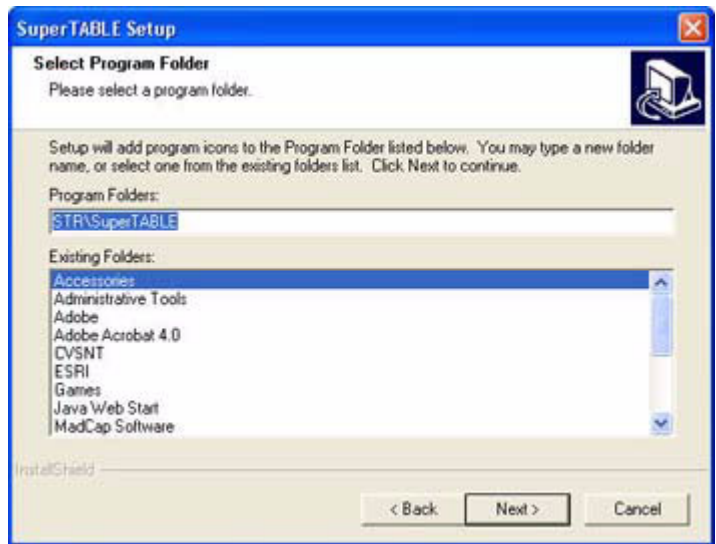 SuperTABLE Setup
Select Program Folder
Please select a program folder.
Setup will add program icons to the Program Folder listed below. You may type a new folder
name, or select one from the existing folders list. Click Next to continue.
Program Folders:
STR\SuperTABLE
Existing Folders:
Accessories
Administrative Tools
Adobe
Adobe Acrobat 4.0
CVSNT
ESRI
Games
Java Web Start
MadCap Software
InstallShield
< Back Next > Cancel